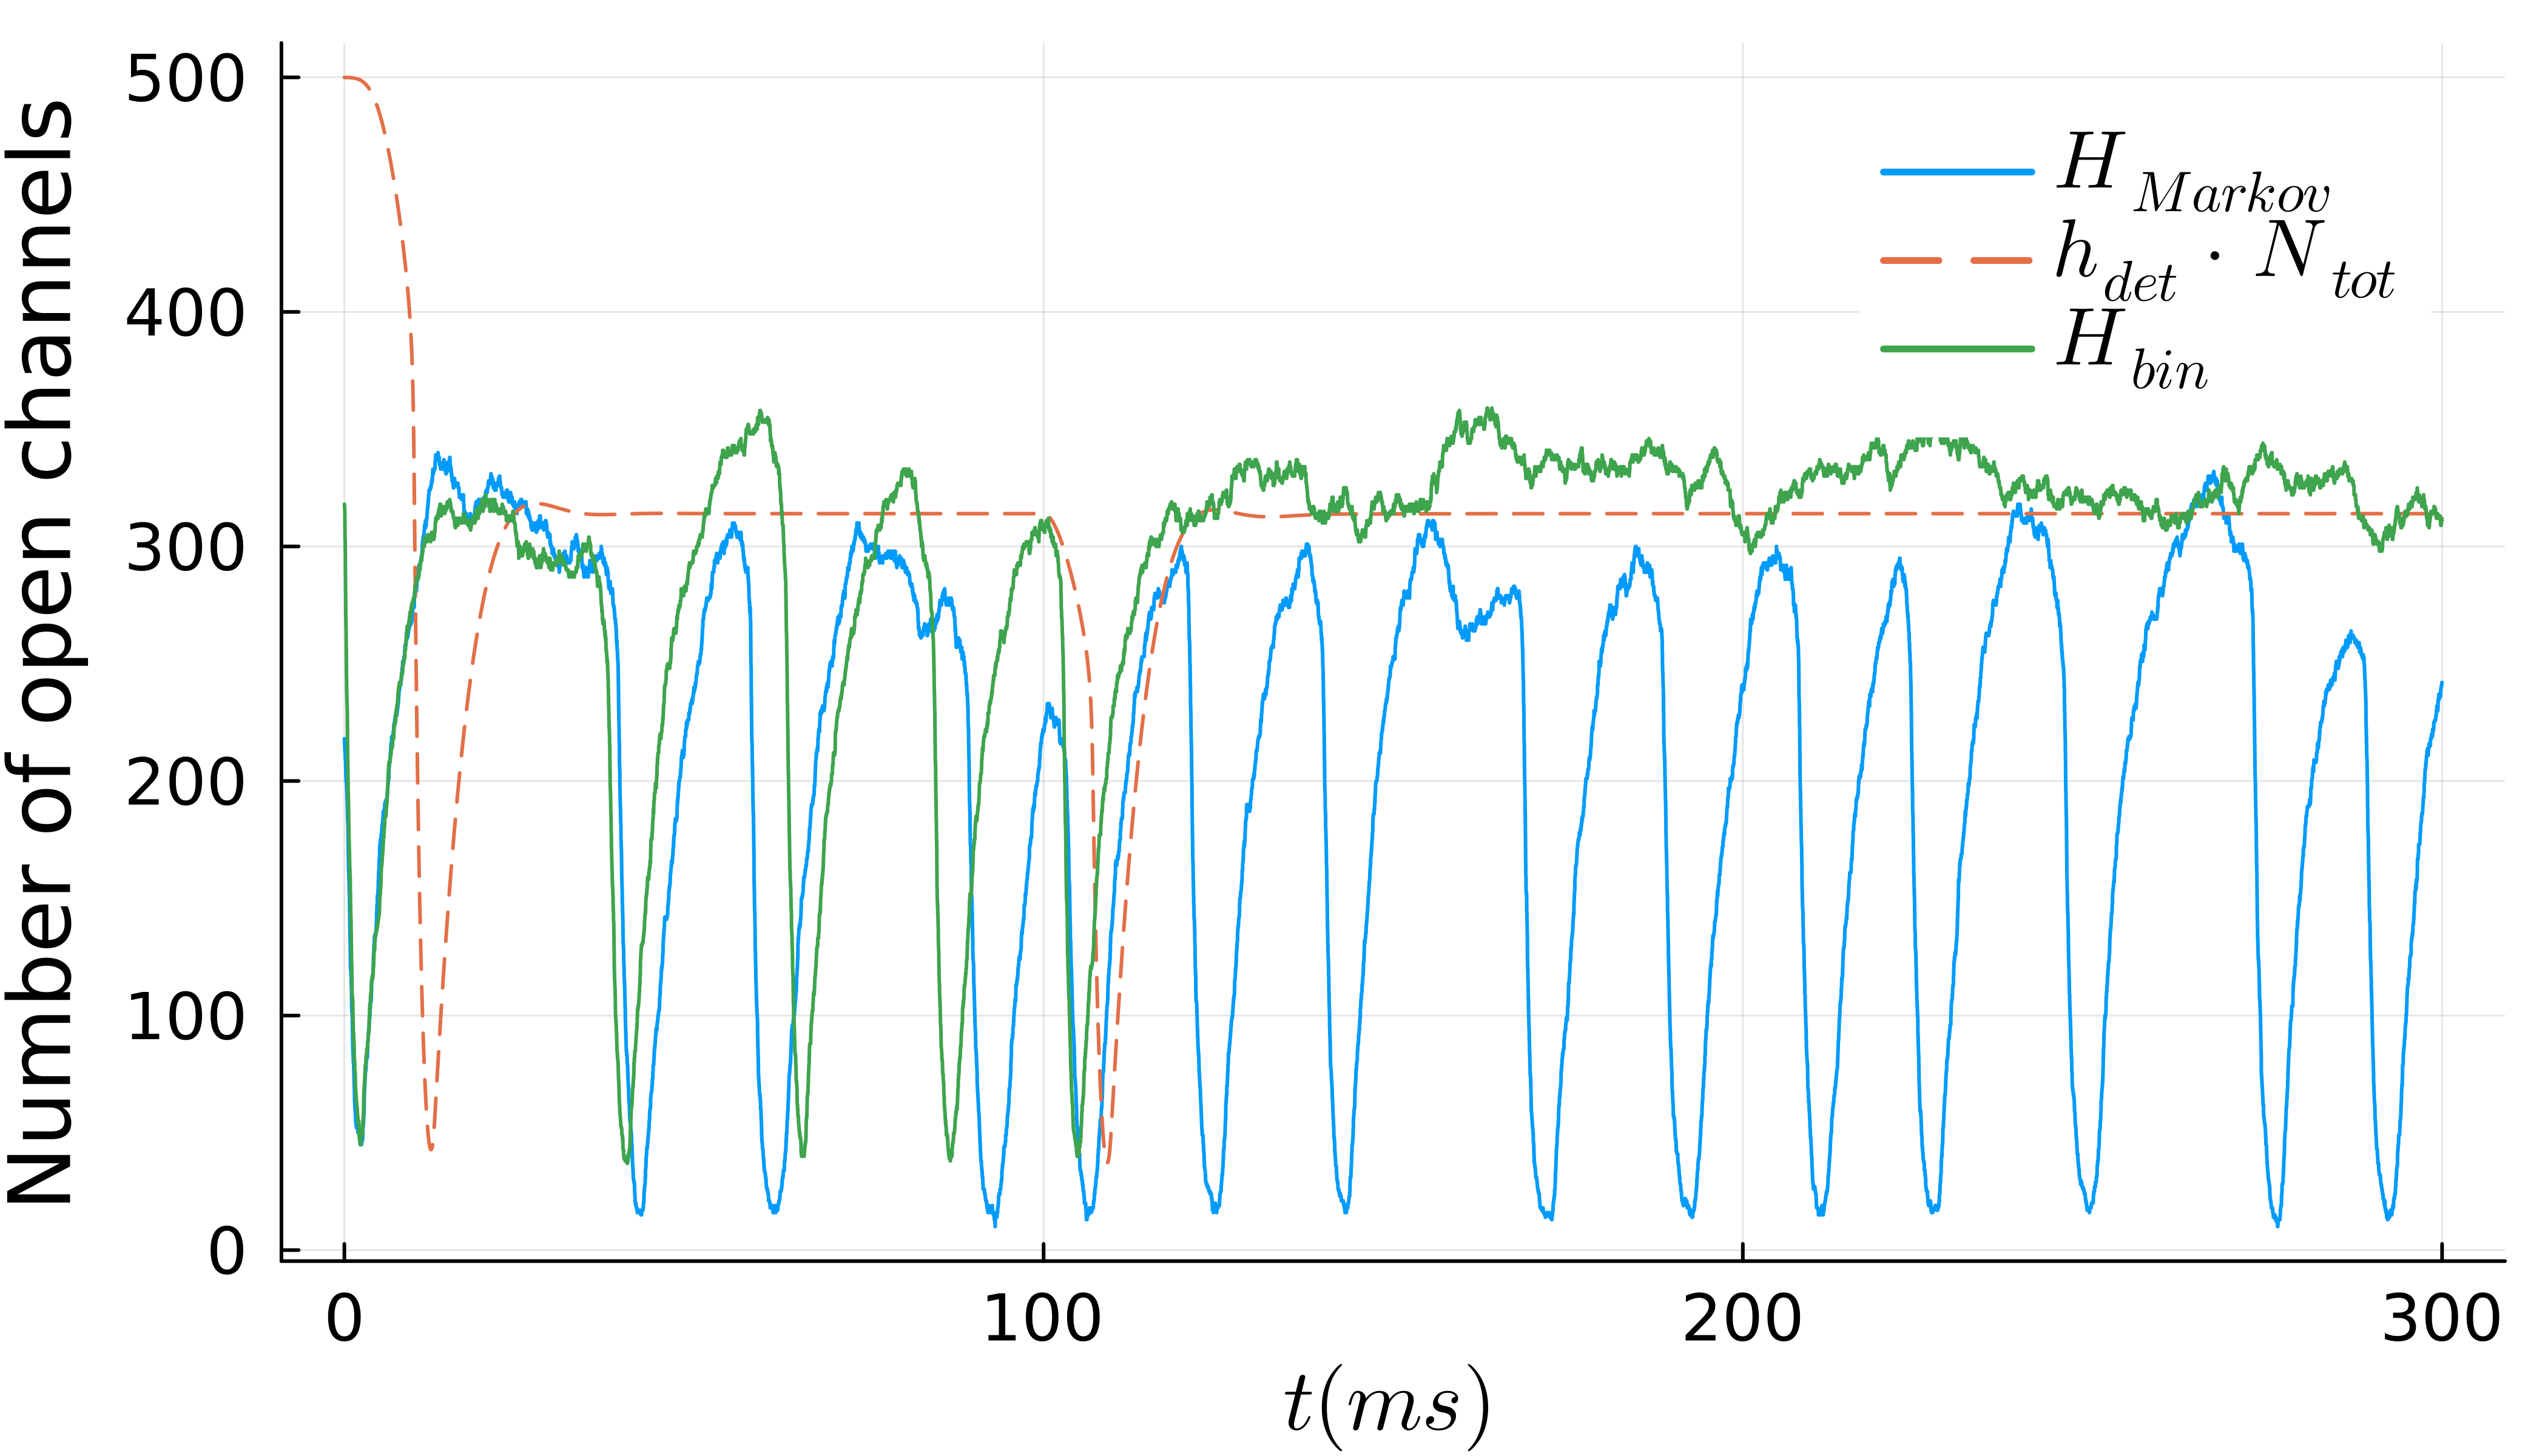 Number of open channels
500
400
300
200
100
0
H_Markov
h_det · N_tot
H_bin
0 100 200 300
t(ms)